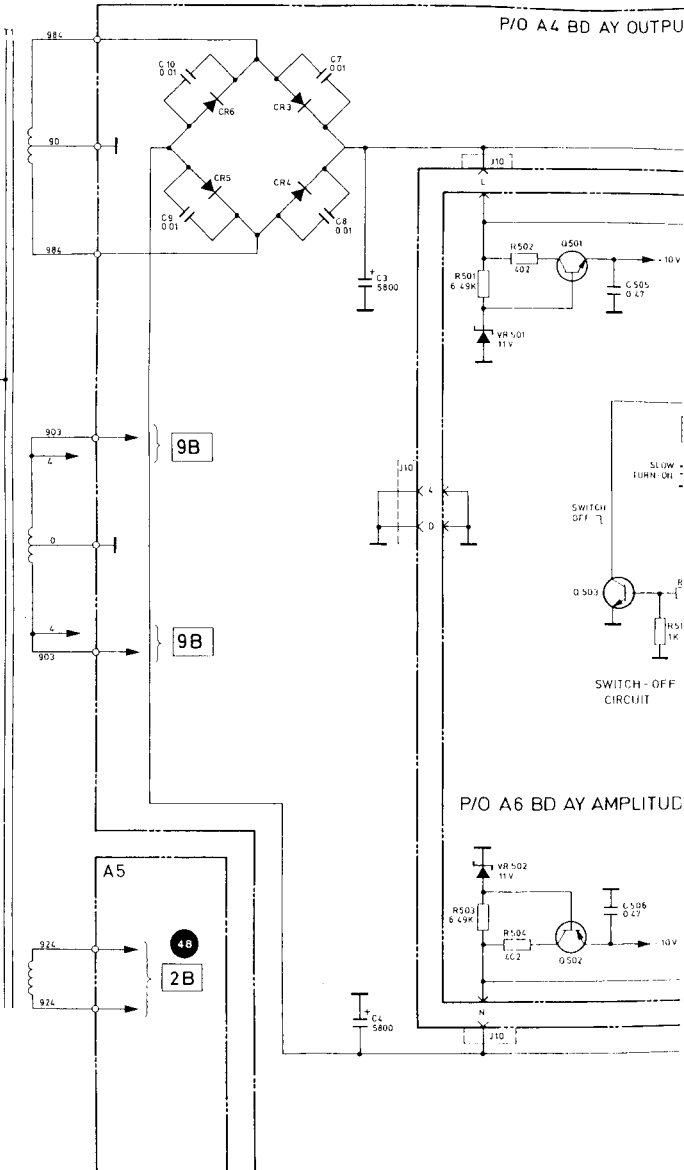 P/O A4 BD AY OUTPU
T1
984
C10
0.01
C7
0.01
CR6
CR3
90
J10
L
CR5
CR4
C9
0.01
C8
0.01
984
R502
402
Q501
-10V
C3
5800
R501
6.49K
C505
0.47
VR501
11V
903
4
9B
J10
4
SLOW
TURN-ON
SWITCH
OFF
0
D
Q503
R
4
903
9B
R51
1K
SWITCH-OFF
CIRCUIT
P/O A6 BD AY AMPLITUD
A5
VR502
11V
R503
6.49K
C506
0.47
R504
402
Q502
-10V
924
48
2B
924
N
C4
5800
J10